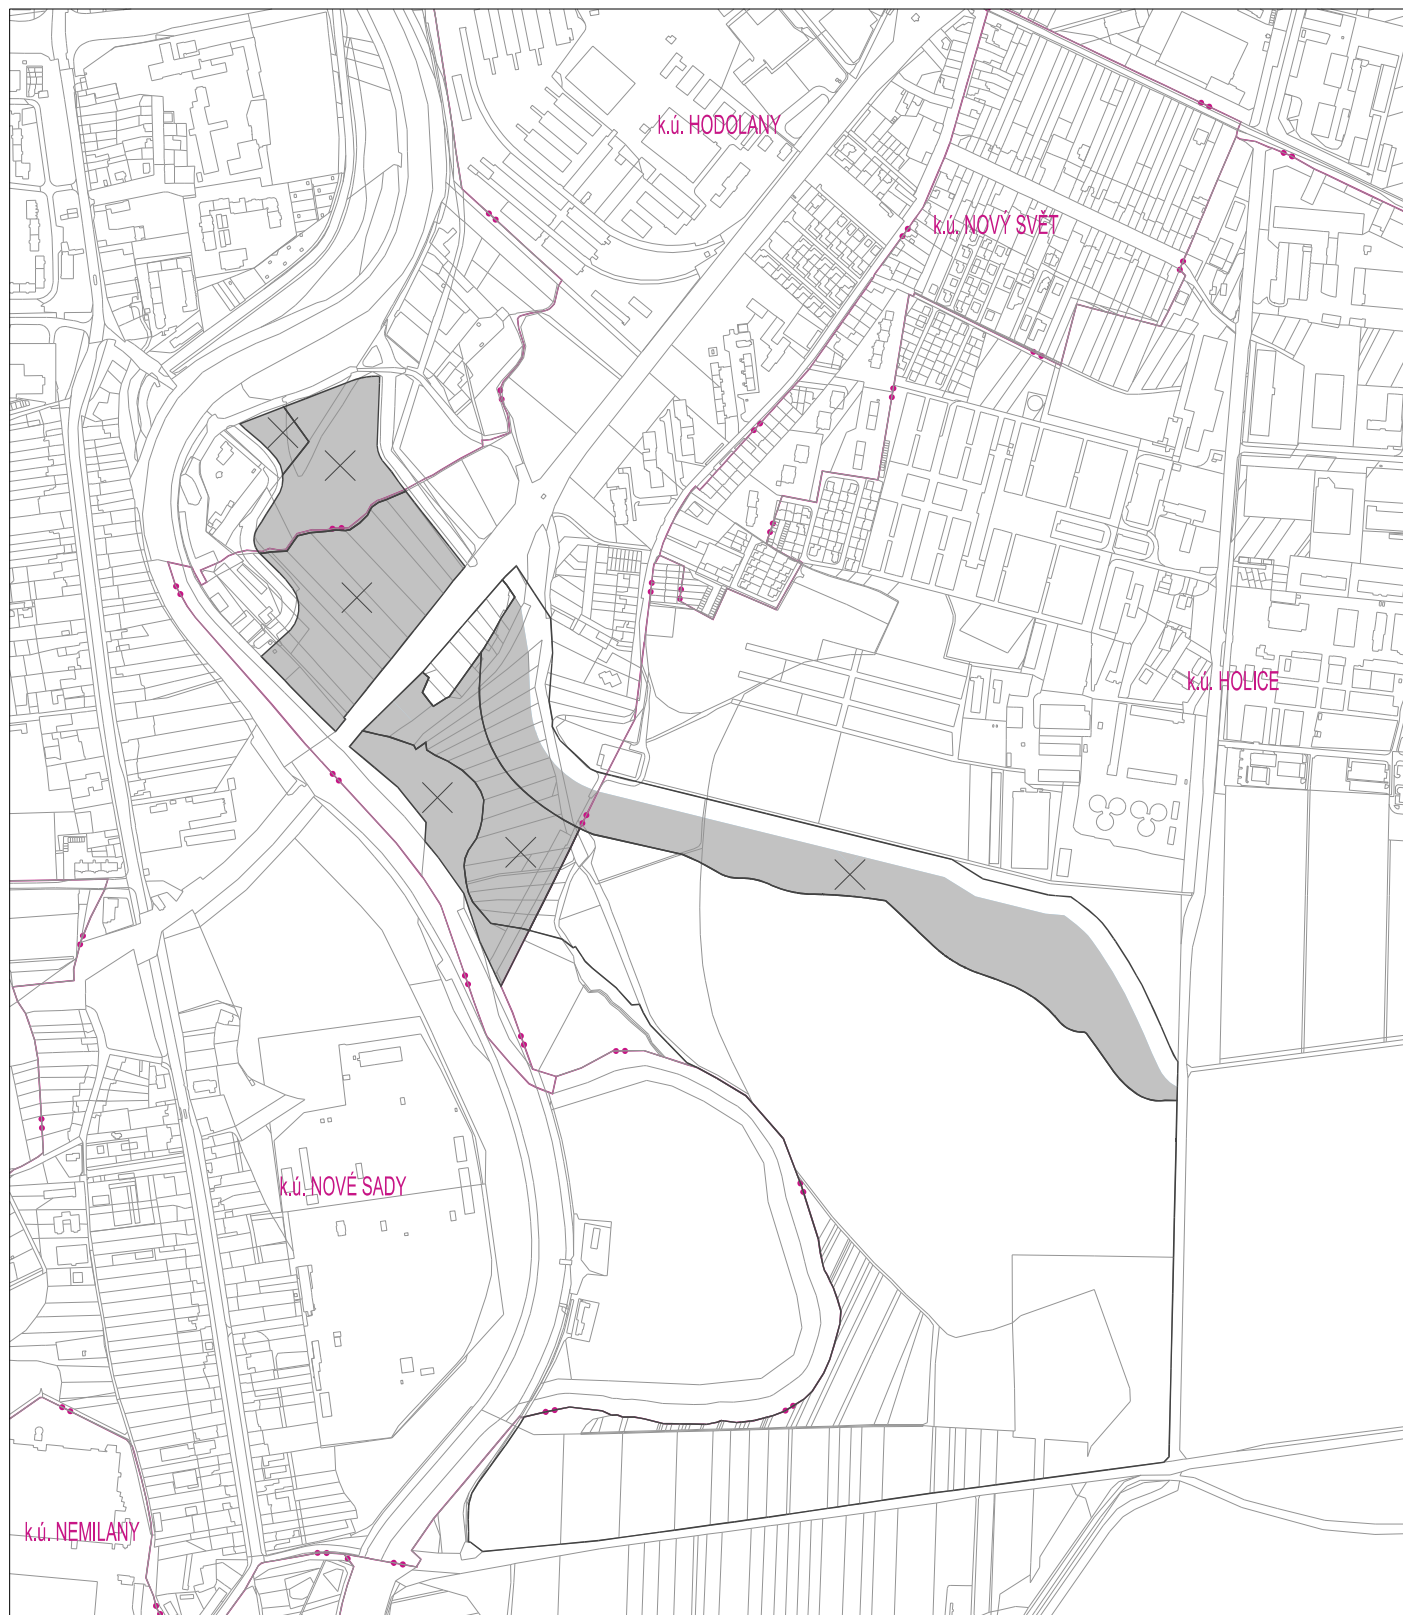 k.ú. HODOLANY
k.ú. NOVÝ SVĚT
k.ú. HOLICE
k.ú. NOVÉ SADY
k.ú. NEMILANY